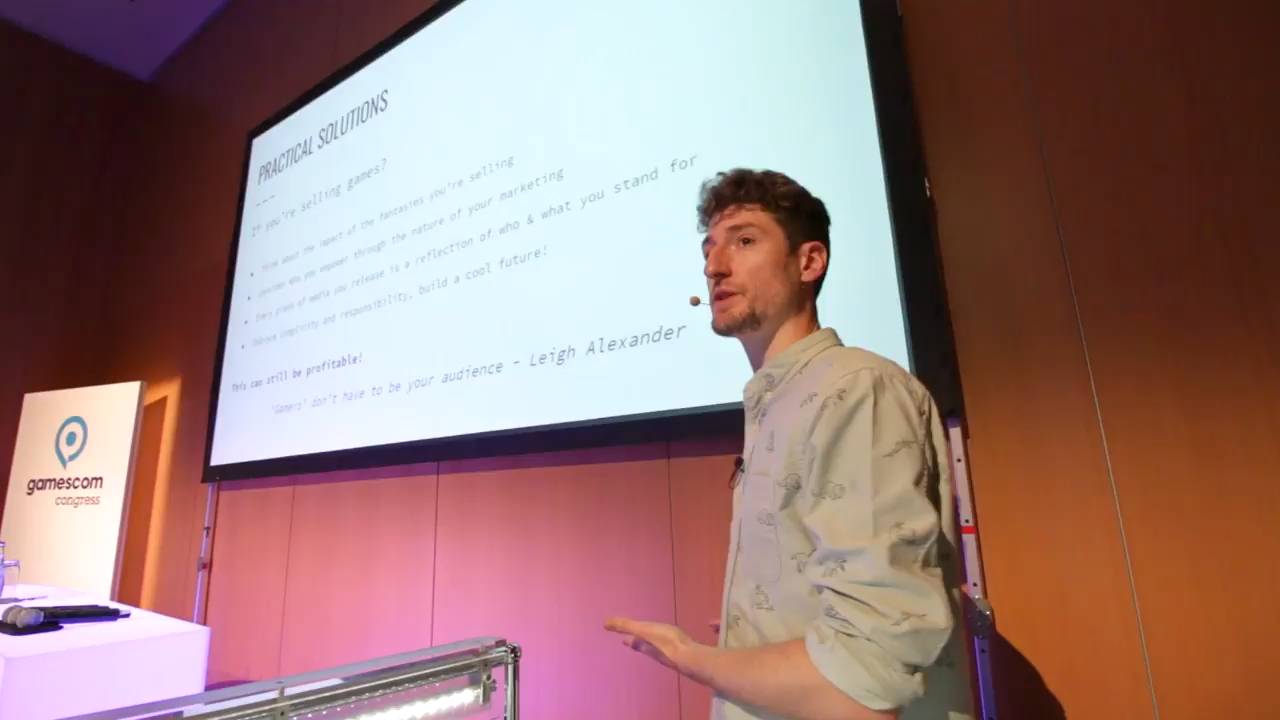 PRACTICAL SOLUTIONS
---
If you're selling games?
Think about the impact of the fantasies you're selling
Consider who you empower through the nature of your marketing
Every piece of media you release is a reflection of who & what you stand for
Embrace complicity and responsibility, build a cool future!
This can still be profitable!
'Gamers' don't have to be your audience – Leigh Alexander
gamescom
congress